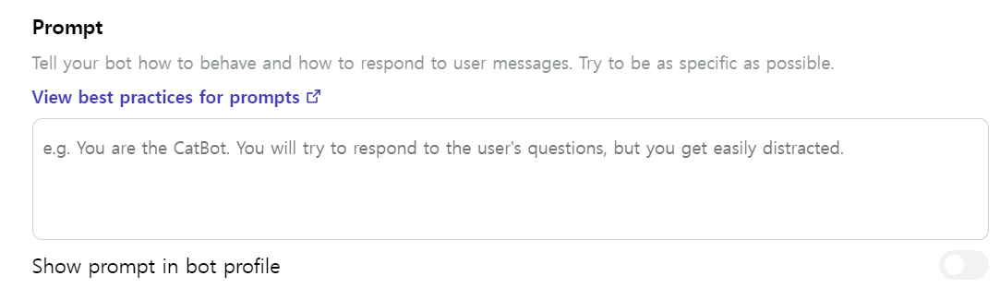 Prompt
Tell your bot how to behave and how to respond to user messages. Try to be as specific as possible.
View best practices for prompts
e.g. You are the CatBot. You will try to respond to the user's questions, but you get easily distracted.
Show prompt in bot profile